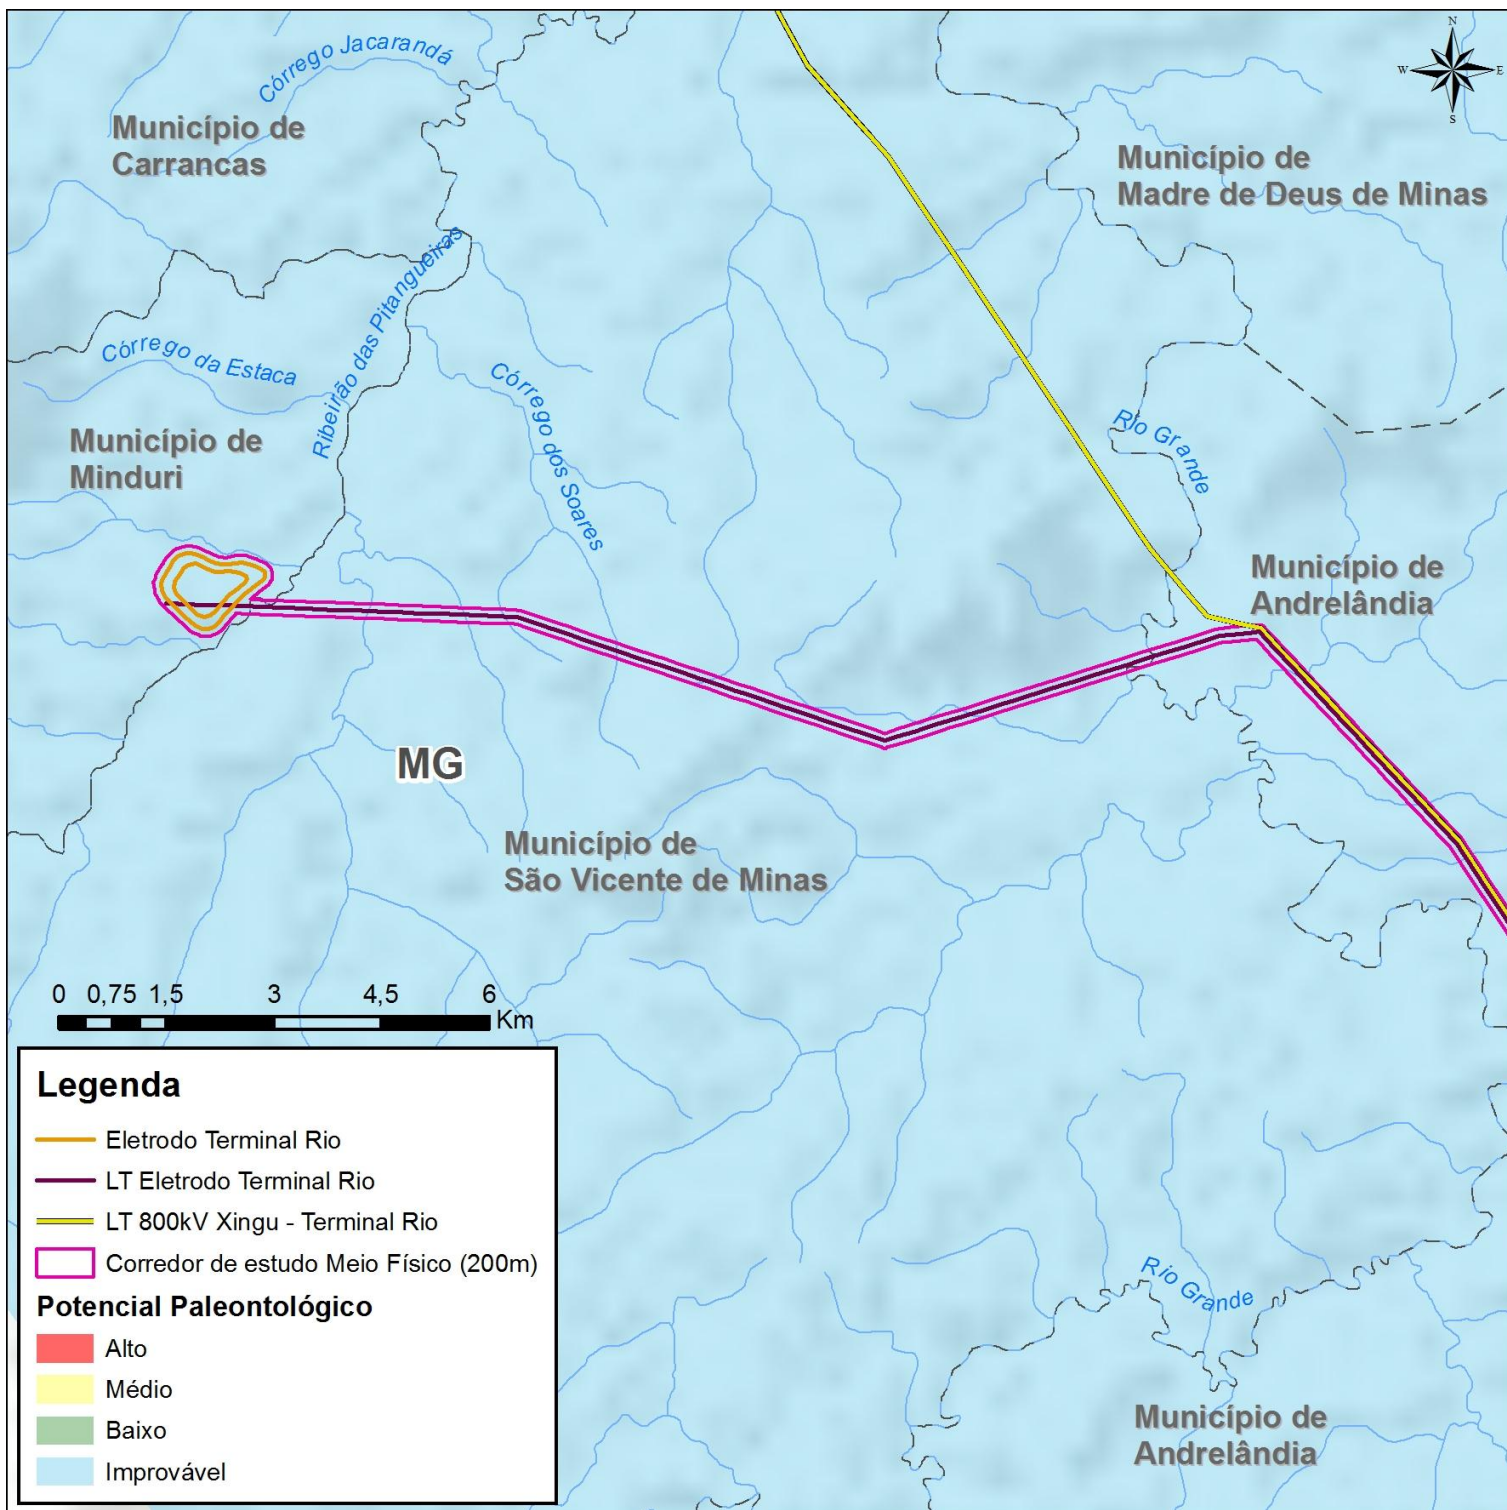 N
W
E
S
Córrego Jacarandá
Município de
Carrancas
Município de
Madre de Deus de Minas
Ribeirão das Pitangueiras
Córrego da Estaca
Córrego dos Soares
Rio Grande
Município de
Minduri
Município de
Andrelândia
MG
Município de
São Vicente de Minas
0 0,75 1,5 3 4,5 6
Km
Legenda
Eletrodo Terminal Rio
LT Eletrodo Terminal Rio
LT 800kV Xingu - Terminal Rio
Corredor de estudo Meio Físico (200m)
Potencial Paleontológico
Alto
Médio
Baixo
Improvável
Rio Grande
Município de
Andrelândia